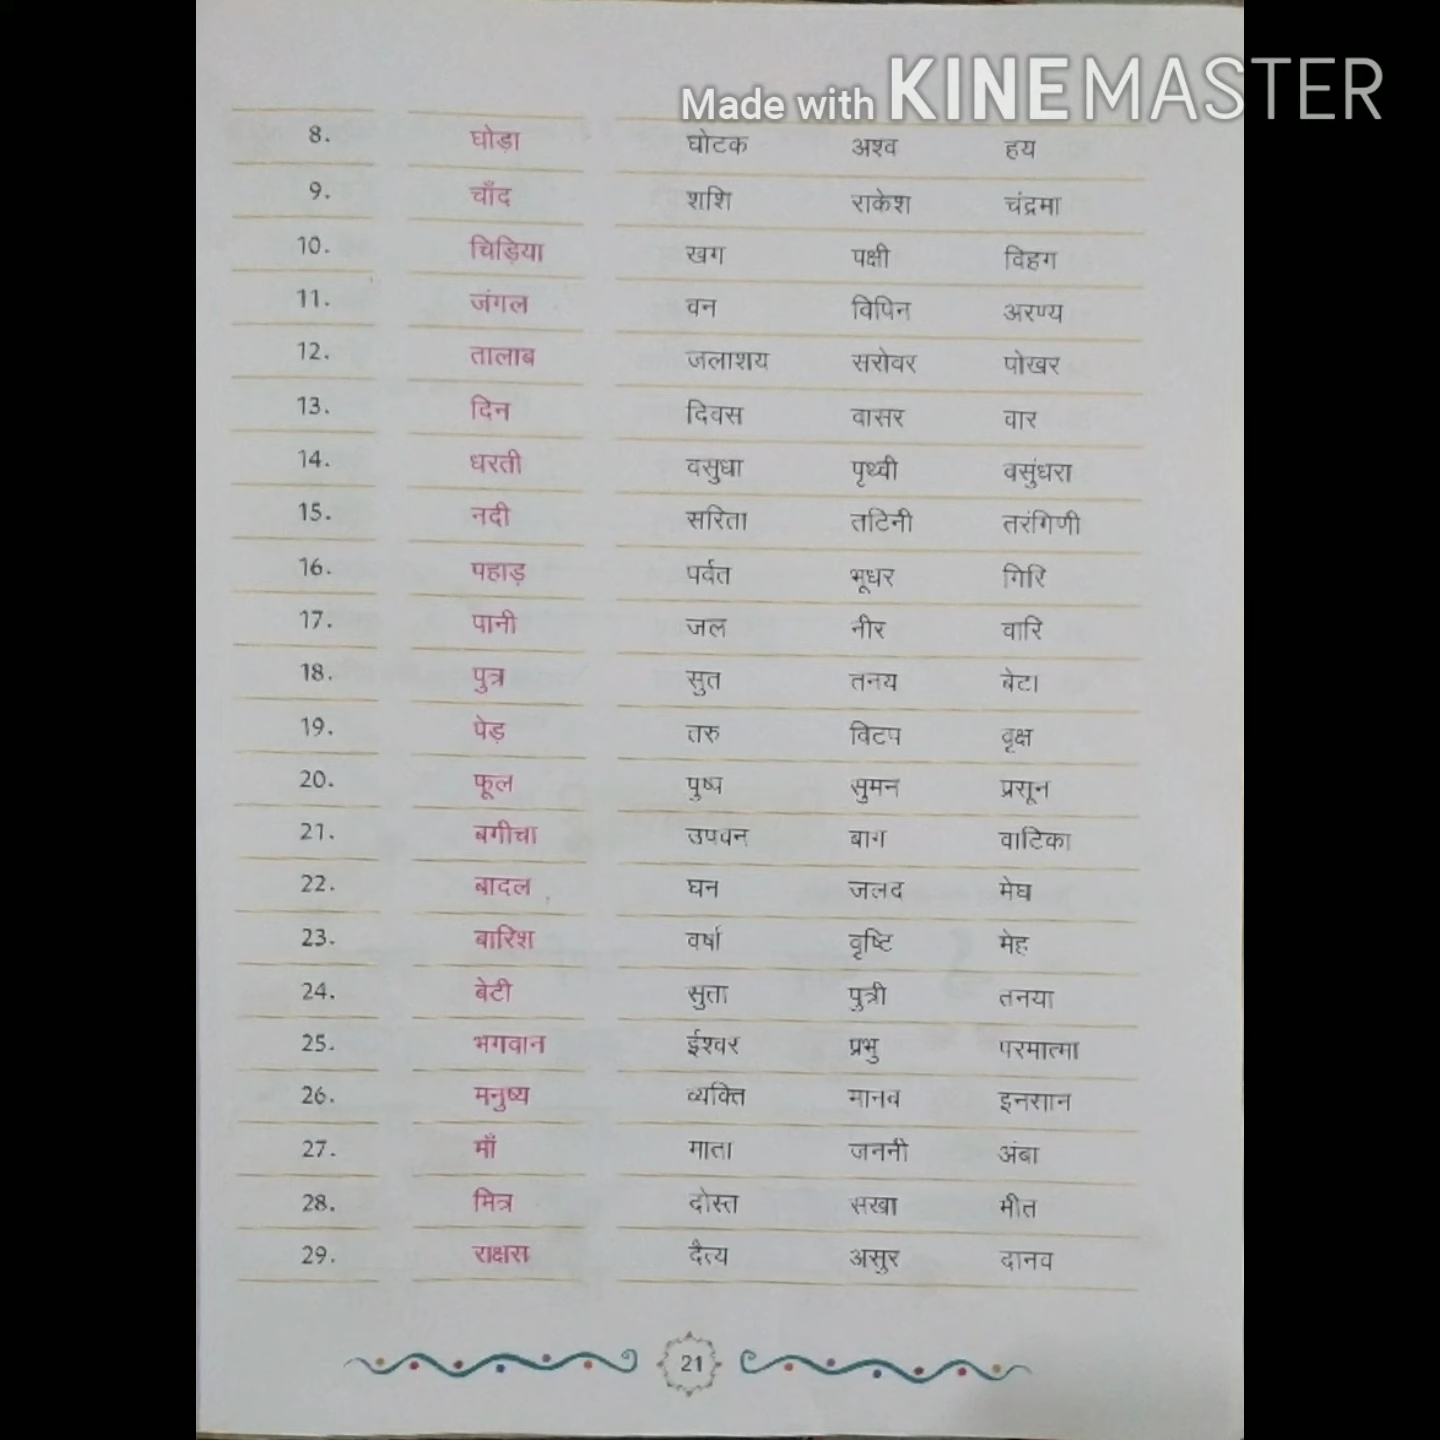 Made with KINEMASTER
8. घोड़ा घोटक अश्व हय
9. चाँद शशि राकेश चंद्रमा
10. चिड़िया खग पक्षी विहग
11. जंगल वन विपिन अरण्य
12. तालाब जलाशय सरोवर पोखर
13. दिन दिवस वासर वार
14. धरती वसुधा पृथ्वी वसुंधरा
15. नदी सरिता तटिनी तरंगिणी
16. पहाड़ पर्वत भूधर गिरि
17. पानी जल नीर वारि
18. पुत्र सुत तनय बेटा
19. पेड़ तरु विटप वृक्ष
20. फूल पुष्प सुमन प्रसून
21. बगीचा उपवन बाग वाटिका
22. बादल घन जलद मेघ
23. बारिश वर्षा वृष्टि मेह
24. बेटी सुता पुत्री तनया
25. भगवान ईश्वर प्रभु परमात्मा
26. मनुष्य व्यक्ति मानव इनसान
27. माँ माता जननी अंबा
28. मित्र दोस्त सखा मीत
29. राक्षस दैत्य असुर दानव
21